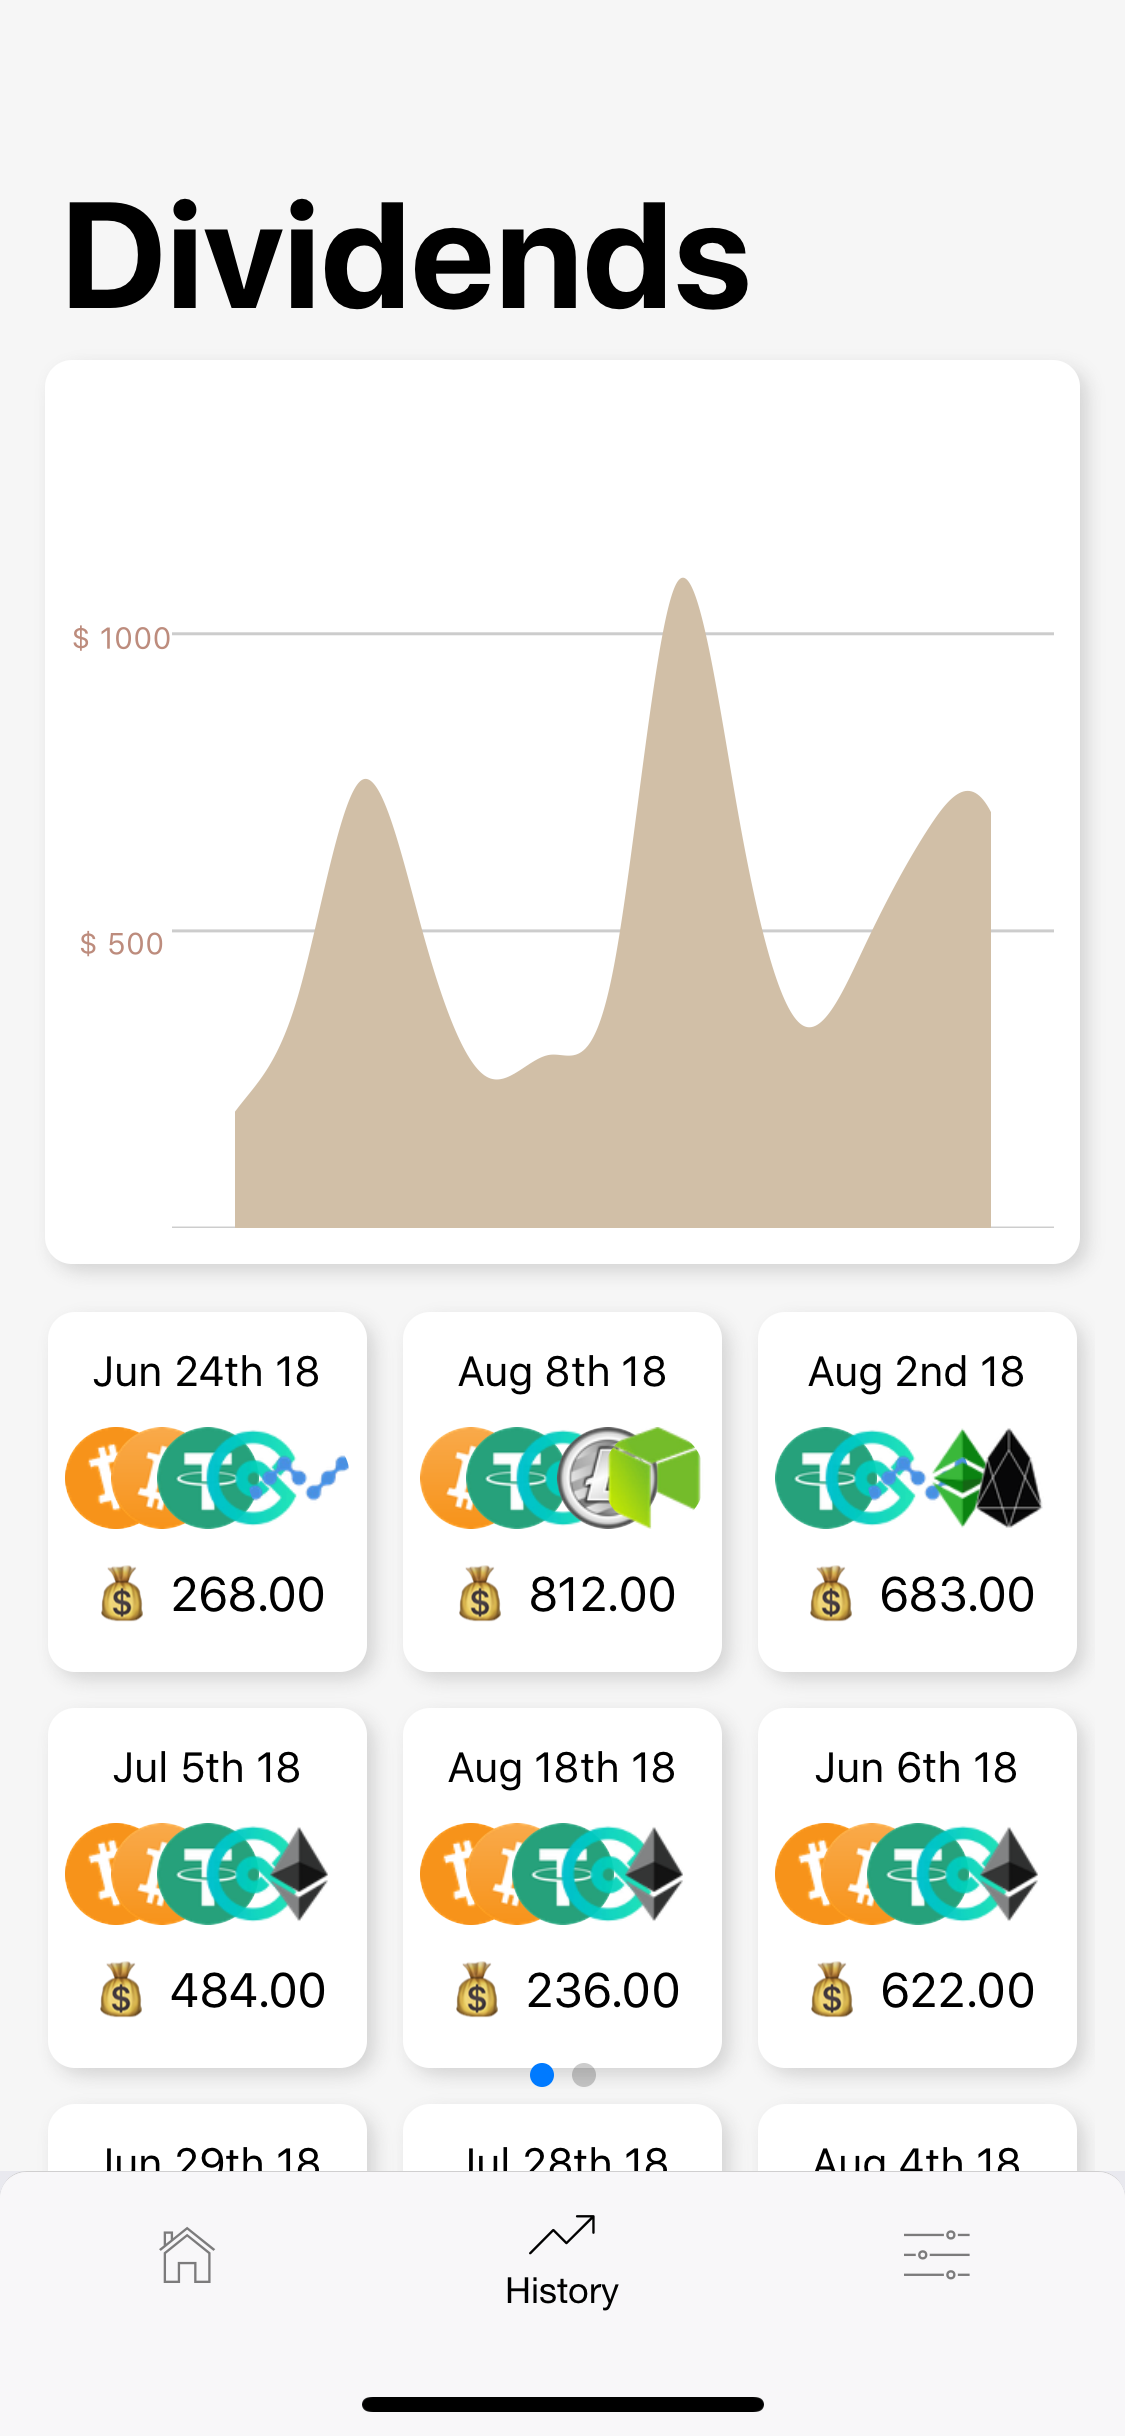 Dividends
$ 1000
$ 500
Jun 24th 18
Aug 8th 18
Aug 2nd 18
268.00
812.00
683.00
Jul 5th 18
Aug 18th 18
Jun 6th 18
484.00
236.00
622.00
Jun 29th 18
Jul 28th 18
Aug 4th 18
History